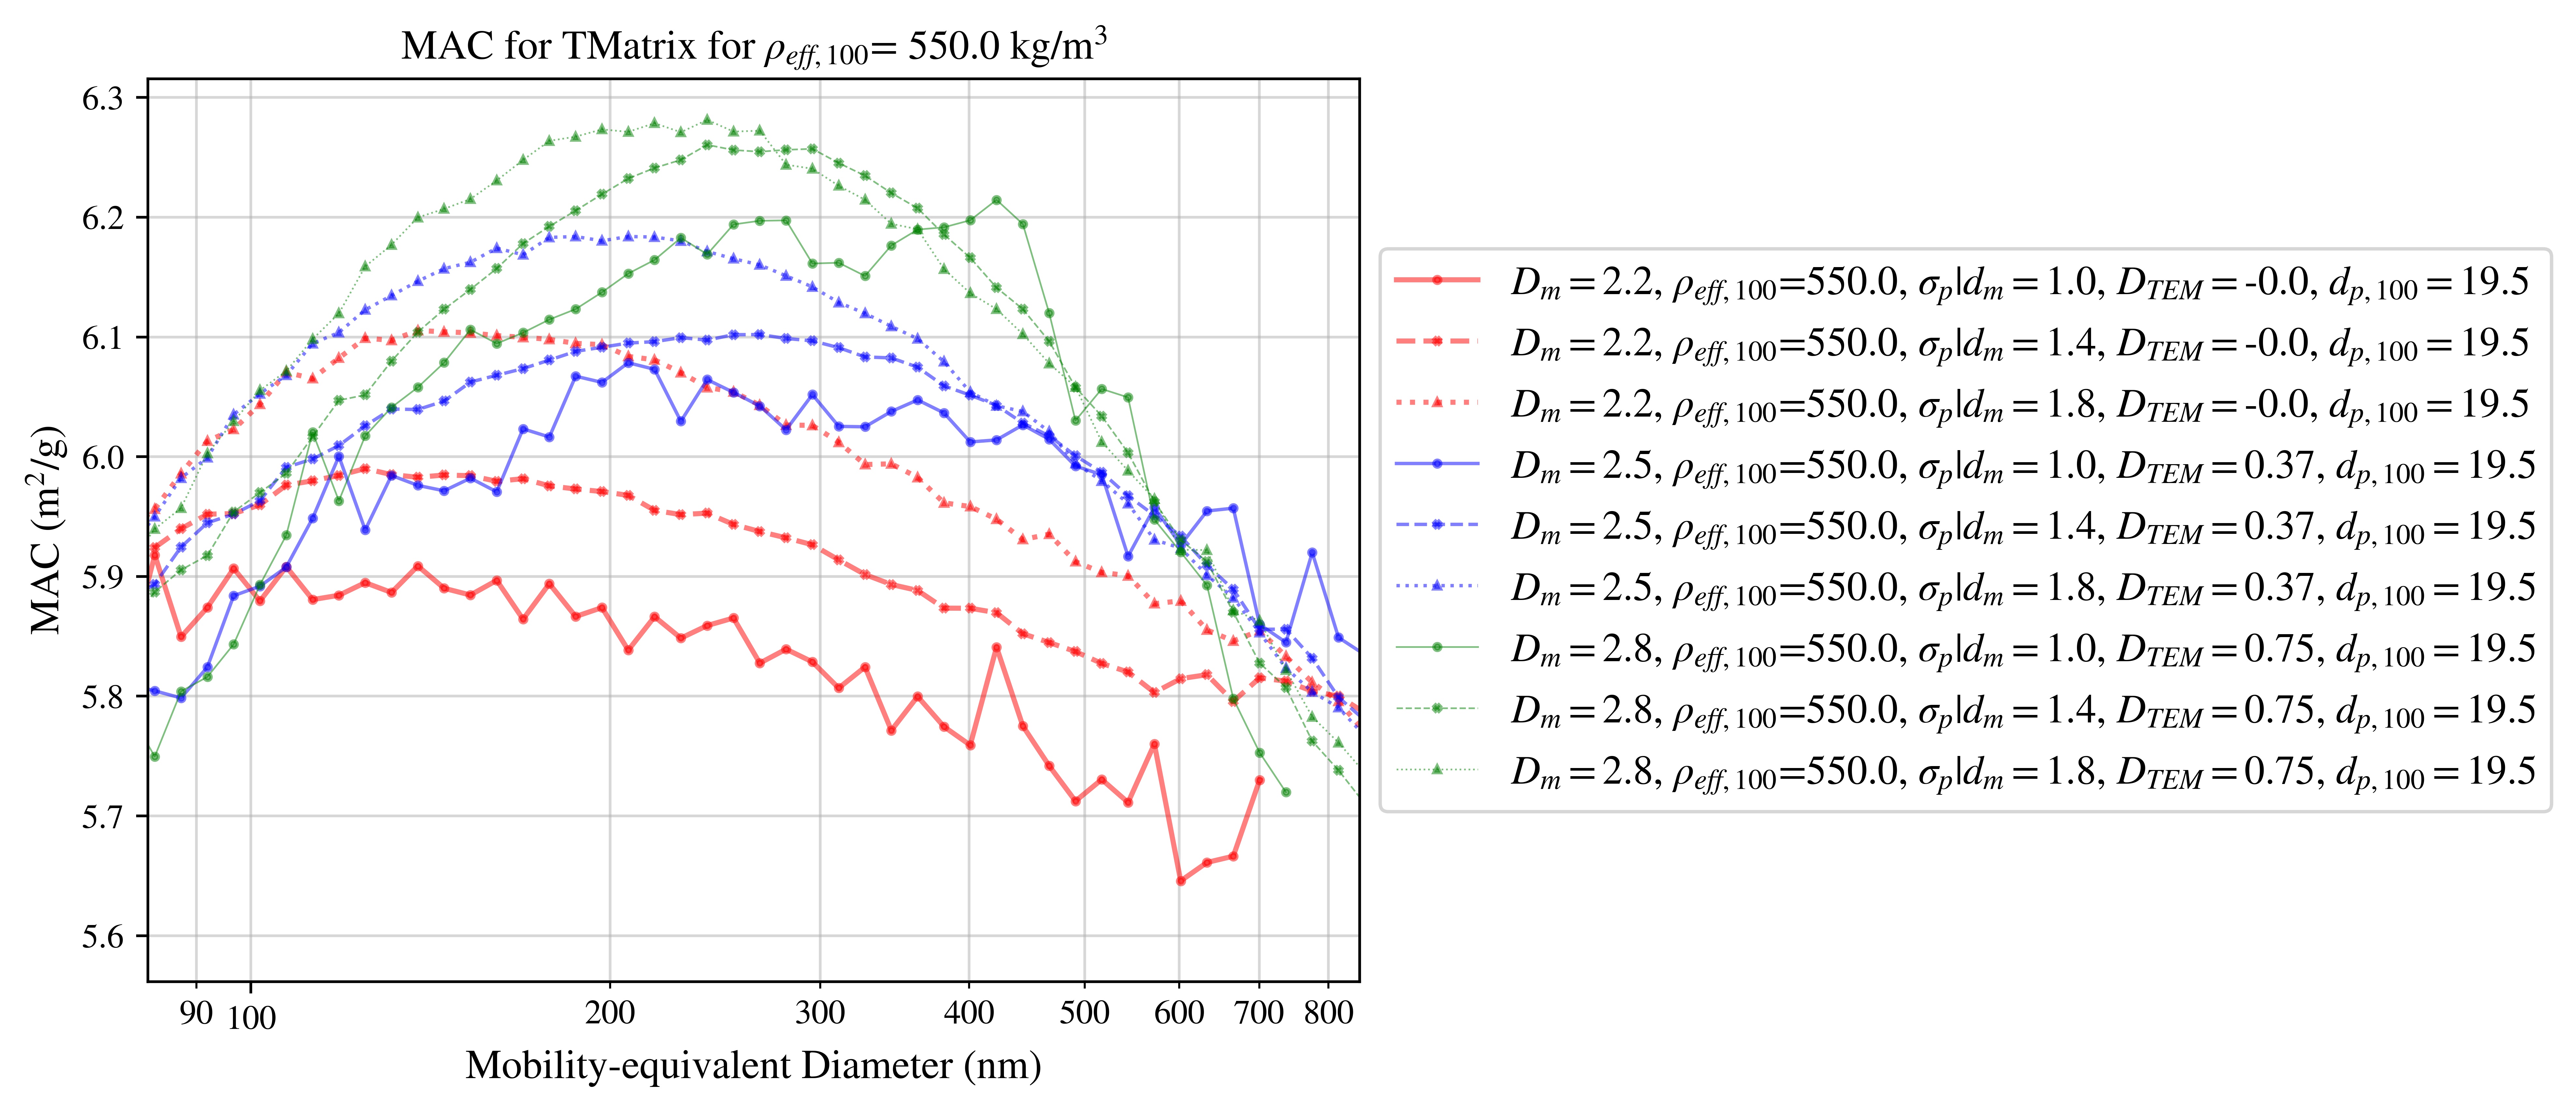 MAC for TMatrix for ρeff,100= 550.0 kg/m³
MAC (m²/g)
6.3
6.2
6.1
6.0
5.9
5.8
5.7
5.6
90 100 200 300 400 500 600 700 800
Mobility-equivalent Diameter (nm)
Dm = 2.2, ρeff,100=550.0, σp|dm = 1.0, DTEM = -0.0, dp,100 = 19.5
Dm = 2.2, ρeff,100=550.0, σp|dm = 1.4, DTEM = -0.0, dp,100 = 19.5
Dm = 2.2, ρeff,100=550.0, σp|dm = 1.8, DTEM = -0.0, dp,100 = 19.5
Dm = 2.5, ρeff,100=550.0, σp|dm = 1.0, DTEM = 0.37, dp,100 = 19.5
Dm = 2.5, ρeff,100=550.0, σp|dm = 1.4, DTEM = 0.37, dp,100 = 19.5
Dm = 2.5, ρeff,100=550.0, σp|dm = 1.8, DTEM = 0.37, dp,100 = 19.5
Dm = 2.8, ρeff,100=550.0, σp|dm = 1.0, DTEM = 0.75, dp,100 = 19.5
Dm = 2.8, ρeff,100=550.0, σp|dm = 1.4, DTEM = 0.75, dp,100 = 19.5
Dm = 2.8, ρeff,100=550.0, σp|dm = 1.8, DTEM = 0.75, dp,100 = 19.5